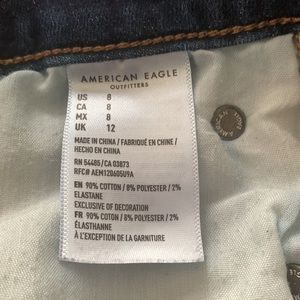 AMERICAN EAGLE
OUTFITTERS
US 8
CA 8
MX 8
UK 12
MADE IN CHINA / FABRIQUÉ EN CHINE /
HECHO EN CHINA
RN 54485/CA 03873
RFC# AEM120605U9A
EN 90% COTTON / 8% POLYESTER / 2%
ELASTANE
EXCLUSIVE OF DECORATION
FR 90% COTON / 8% POLYESTER / 2%
ÉLASTHANNE
À L'EXCEPTION DE LA GARNITURE
AMERICAN